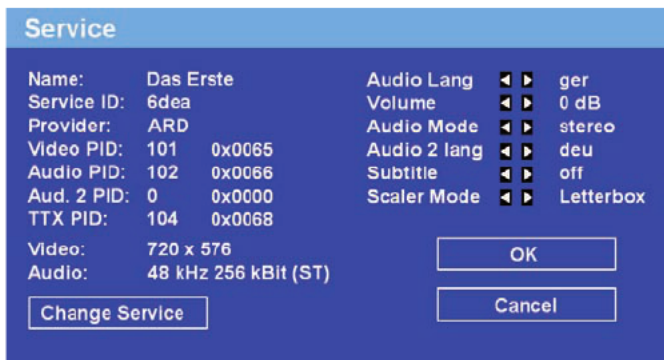 Service
Name: Das Erste
Service ID: 6dea
Provider: ARD
Video PID: 101 0x0065
Audio PID: 102 0x0066
Aud. 2 PID: 0 0x0000
TTX PID: 104 0x0068
Video: 720 x 576
Audio: 48 kHz 256 kBit (ST)
Change Service
Audio Lang ger
Volume 0 dB
Audio Mode stereo
Audio 2 lang deu
Subtitle off
Scaler Mode Letterbox
OK
Cancel